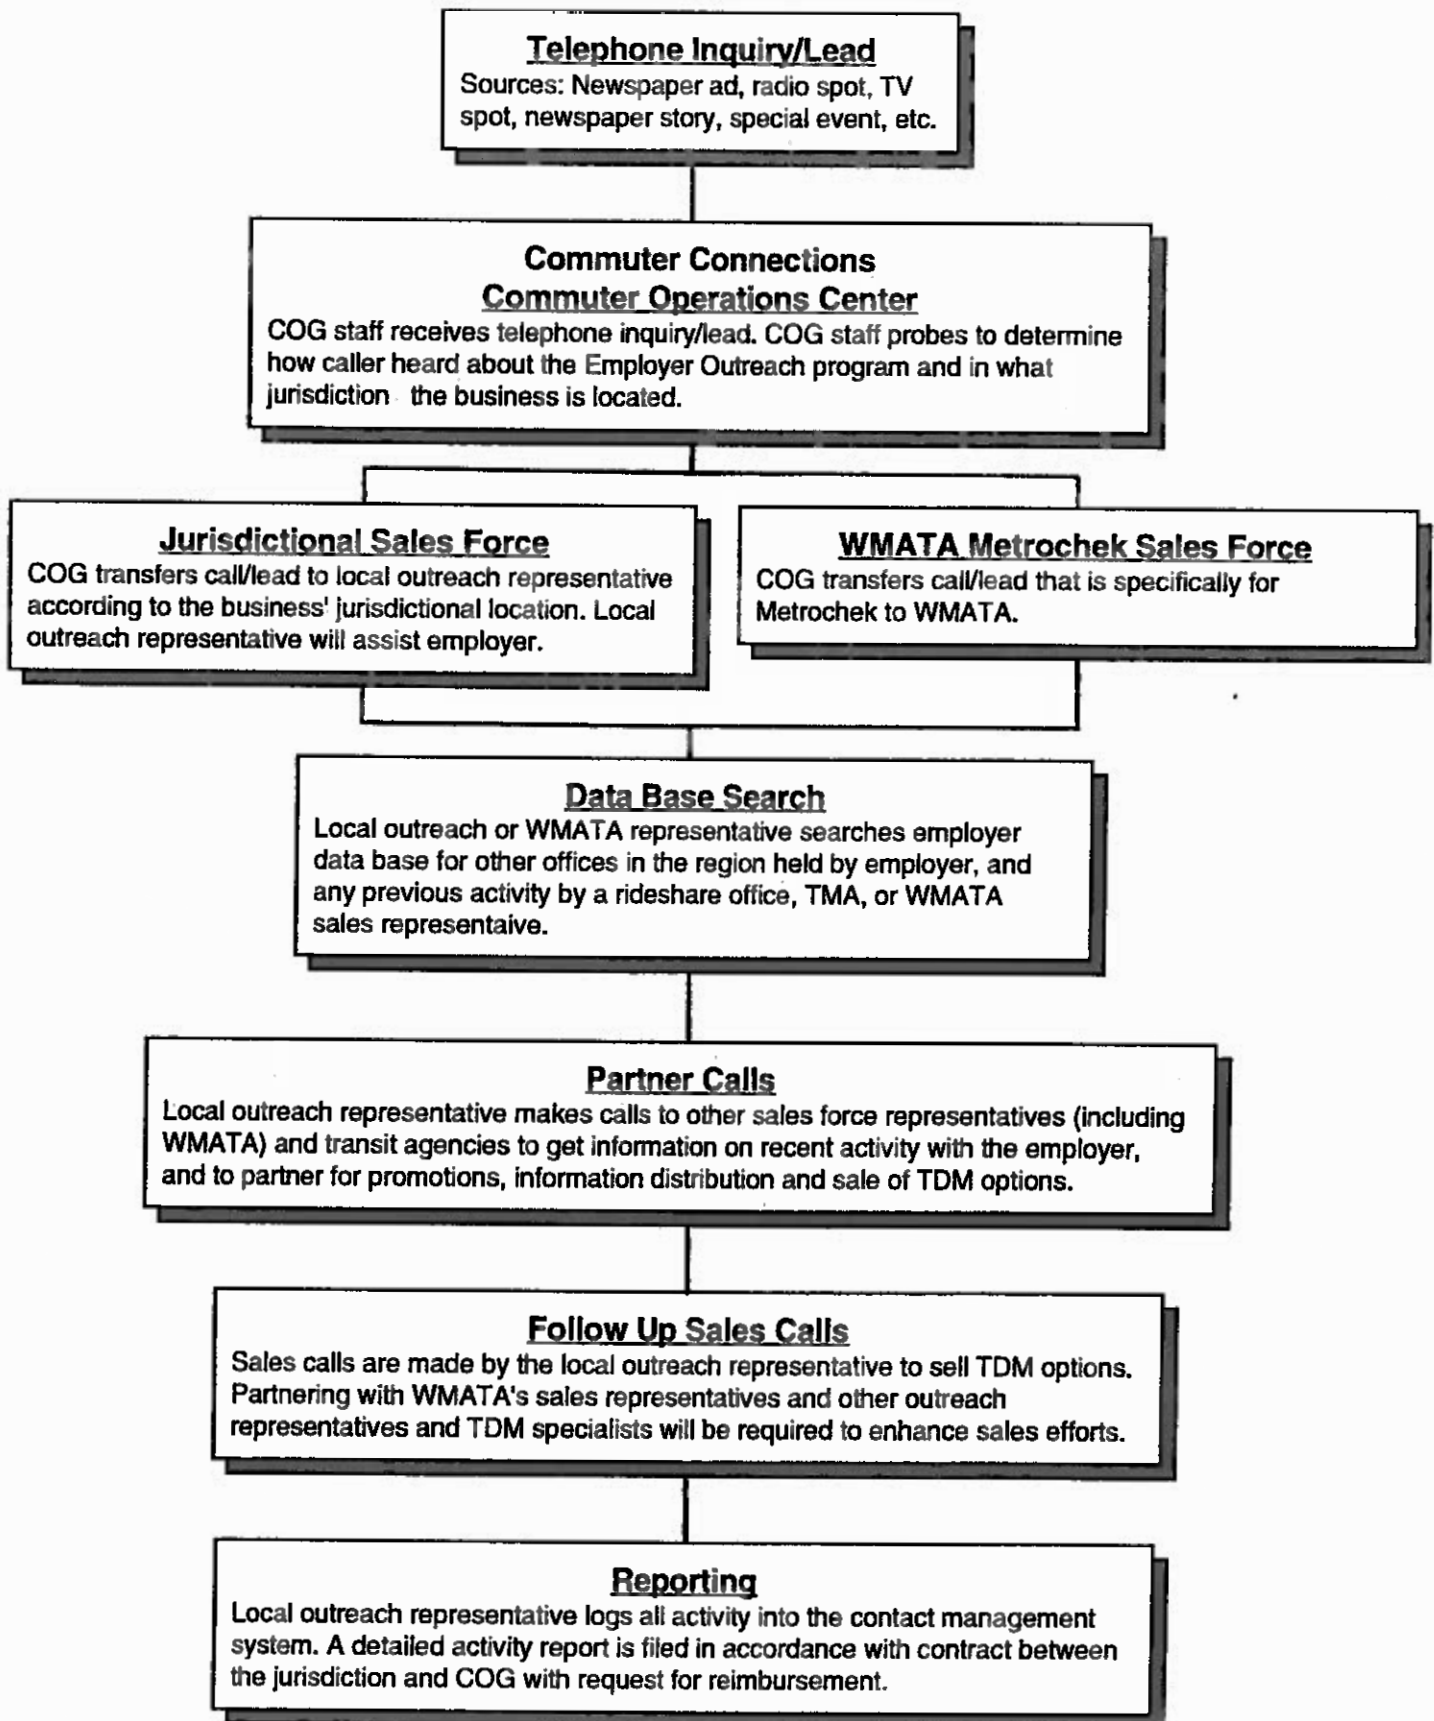 Telephone Inquiry/Lead
Sources: Newspaper ad, radio spot, TV
spot, newspaper story, special event, etc.
Commuter Connections
Commuter Operations Center
COG staff receives telephone inquiry/lead. COG staff probes to determine
how caller heard about the Employer Outreach program and in what
jurisdiction the business is located.
Jurisdictional Sales Force
COG transfers call/lead to local outreach representative
according to the business' jurisdictional location. Local
outreach representative will assist employer.
WMATA Metrochek Sales Force
COG transfers call/lead that is specifically for
Metrochek to WMATA.
Data Base Search
Local outreach or WMATA representative searches employer
data base for other offices in the region held by employer, and
any previous activity by a rideshare office, TMA, or WMATA
sales representaive.
Partner Calls
Local outreach representative makes calls to other sales force representatives (including
WMATA) and transit agencies to get information on recent activity with the employer,
and to partner for promotions, information distribution and sale of TDM options.
Follow Up Sales Calls
Sales calls are made by the local outreach representative to sell TDM options.
Partnering with WMATA's sales representatives and other outreach
representatives and TDM specialists will be required to enhance sales efforts.
Reporting
Local outreach representative logs all activity into the contact management
system. A detailed activity report is filed in accordance with contract between
the jurisdiction and COG with request for reimbursement.